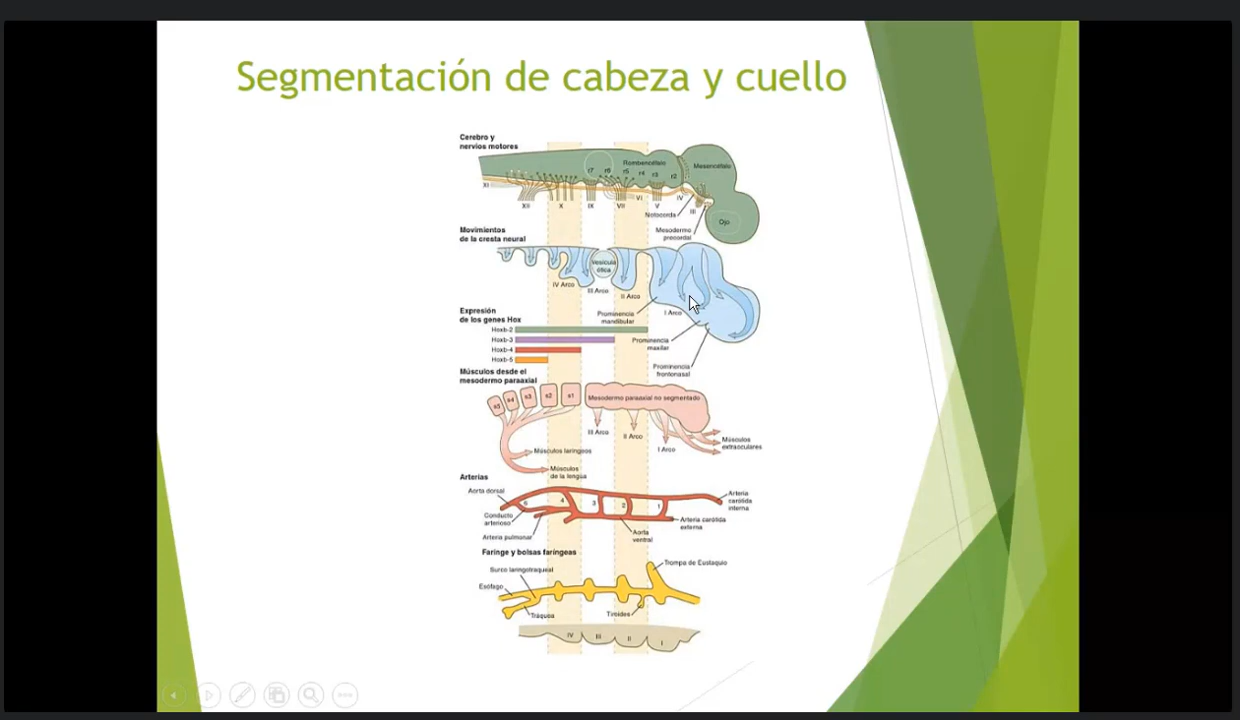 Segmentación de cabeza y cuello
Cerebro y
nervios motores
Rombencéfalo
Mesencéfalo
r7 r6 r5 r4 r3 r2
XI
XII X IX VII VI V IV III
Notocorda
Ojo
Mesodermo
precordal
Movimientos
de la cresta neural
Vesícula
ótica
IV Arco
III Arco
II Arco
I Arco
Prominencia
mandibular
Prominencia
maxilar
Prominencia
frontonasal
Expresión
de los genes Hox
Hoxb-2
Hoxb-3
Hoxb-4
Hoxb-5
Músculos desde el
mesodermo paraaxial
s5 s4 s3 s2 s1
Mesodermo paraaxial no segmentado
III Arco
II Arco
I Arco
Músculos
extraoculares
Músculos laríngeos
Músculos
de la lengua
Arterias
Aorta dorsal
6 4 3 2 1
Arteria
carótida
interna
Conducto
arterioso
Arteria carótida
externa
Arteria pulmonar
Aorta
ventral
Faringe y bolsas faríngeas
Trompa de Eustaquio
Surco laringotraqueal
Esófago
Tráquea
Tiroides
IV III II I